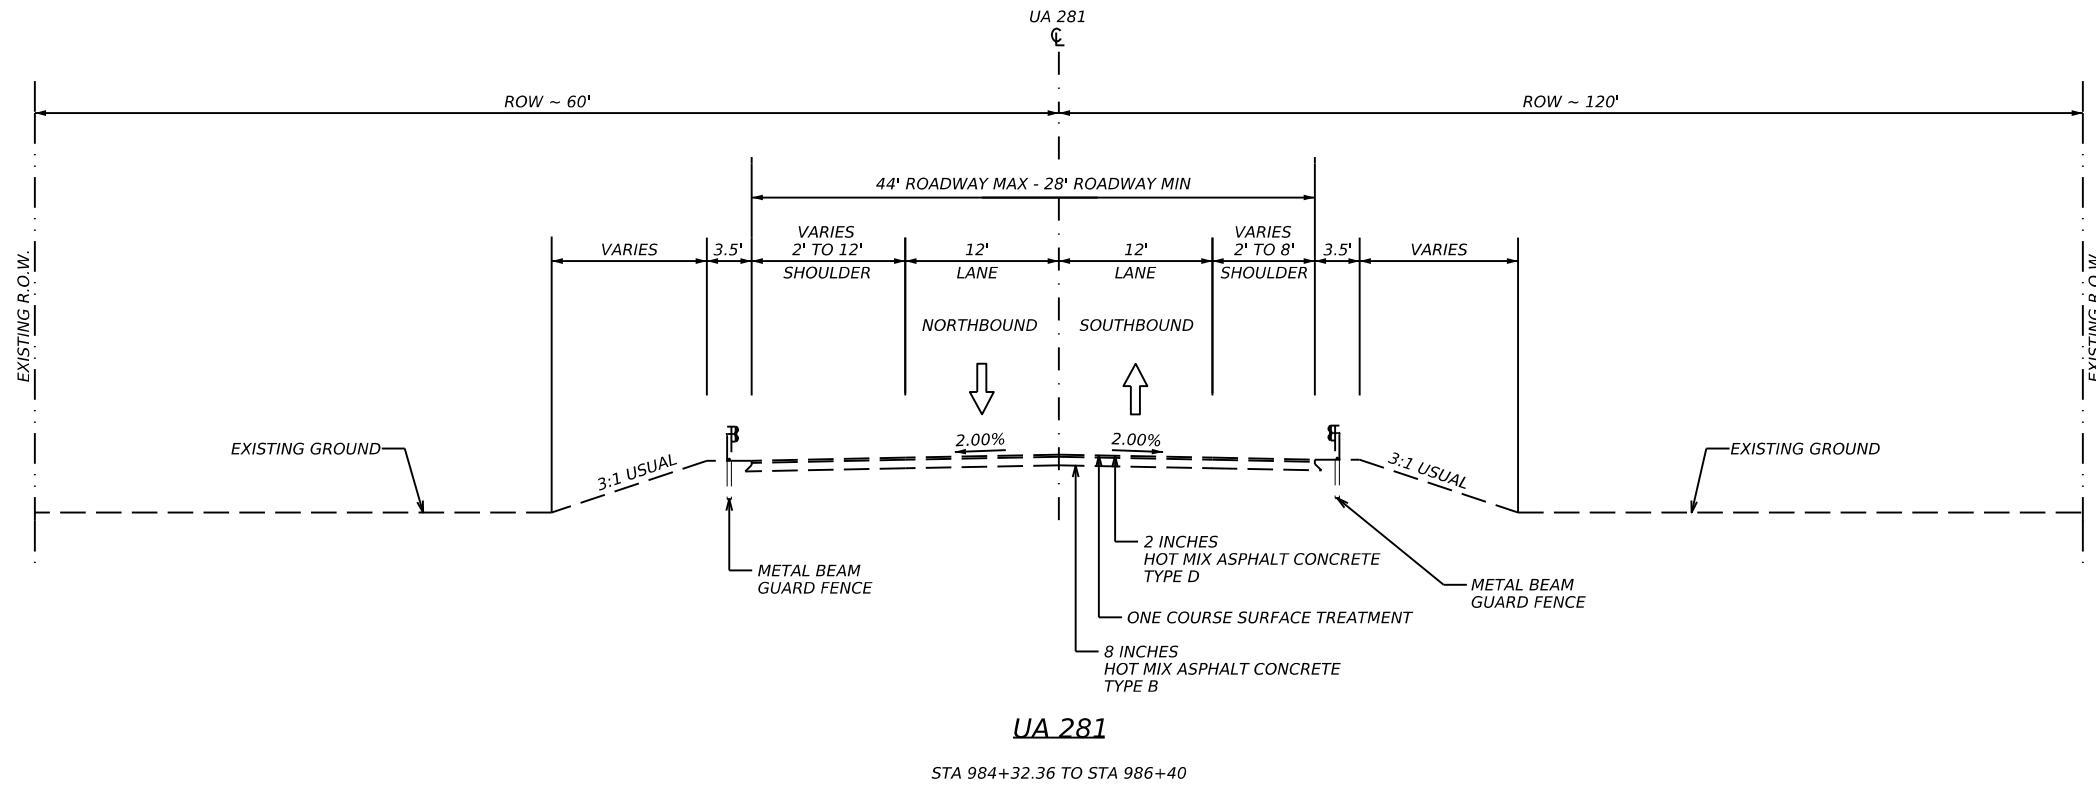 UA 281
℄
ROW ~ 60'
ROW ~ 120'
44' ROADWAY MAX - 28' ROADWAY MIN
VARIES
3.5'
VARIES
2' TO 12'
SHOULDER
12'
LANE
12'
LANE
VARIES
2' TO 8'
SHOULDER
3.5'
VARIES
EXISTING R.O.W.
EXISTING R.O.W.
NORTHBOUND
SOUTHBOUND
EXISTING GROUND
3:1 USUAL
2.00%
2.00%
3:1 USUAL
EXISTING GROUND
METAL BEAM
GUARD FENCE
2 INCHES
HOT MIX ASPHALT CONCRETE
TYPE D
METAL BEAM
GUARD FENCE
ONE COURSE SURFACE TREATMENT
8 INCHES
HOT MIX ASPHALT CONCRETE
TYPE B
UA 281
STA 984+32.36 TO STA 986+40